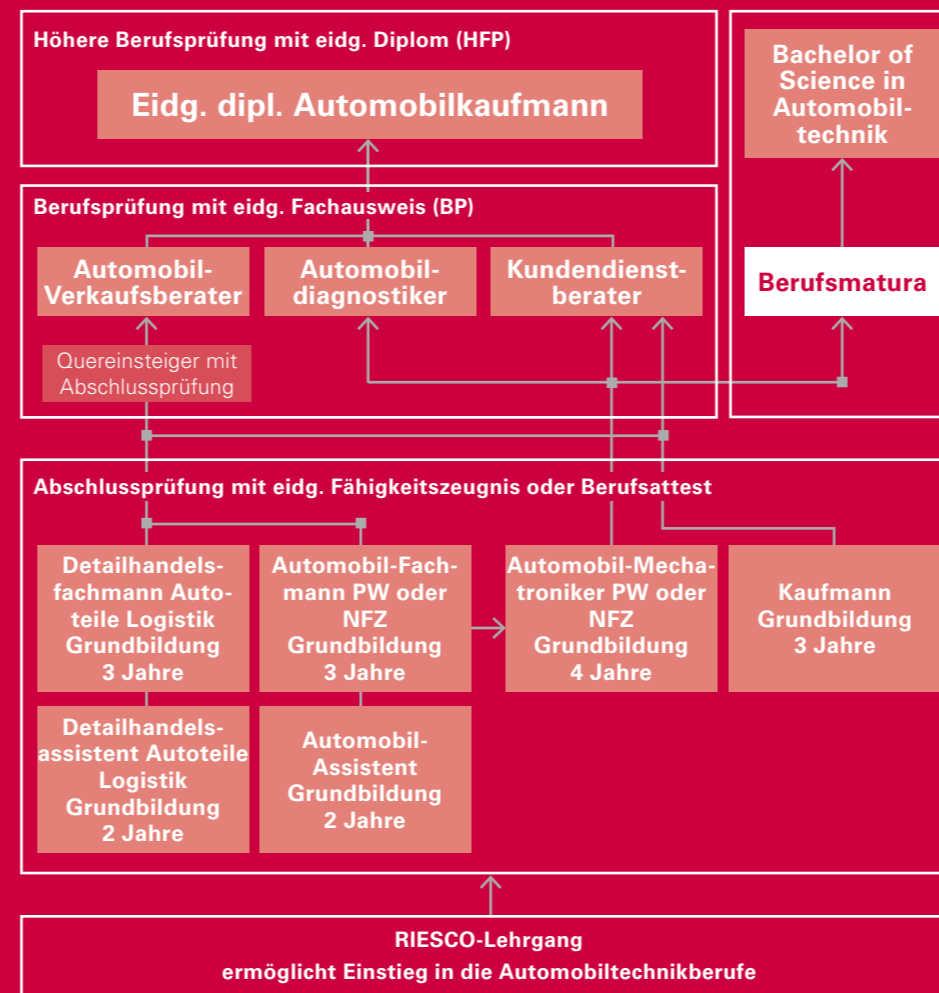 Höhere Berufsprüfung mit eidg. Diplom (HFP)
Eidg. dipl. Automobilkaufmann
Bachelor of
Science in
Automobil-
technik
Berufsprüfung mit eidg. Fachausweis (BP)
Automobil-
Verkaufsberater
Automobil-
diagnostiker
Kundendienst-
berater
Berufsmatura
Quereinsteiger mit
Abschlussprüfung
Abschlussprüfung mit eidg. Fähigkeitszeugnis oder Berufsattest
Detailhandels-
fachmann Auto-
teile Logistik
Grundbildung
3 Jahre
Automobil-Fach-
mann PW oder
NFZ
Grundbildung
3 Jahre
Automobil-Mecha-
troniker PW oder
NFZ
Grundbildung
4 Jahre
Kaufmann
Grundbildung
3 Jahre
Detailhandels-
assistent Autoteile
Logistik
Grundbildung
2 Jahre
Automobil-
Assistent
Grundbildung
2 Jahre
RIESCO-Lehrgang
ermöglicht Einstieg in die Automobiltechnikberufe